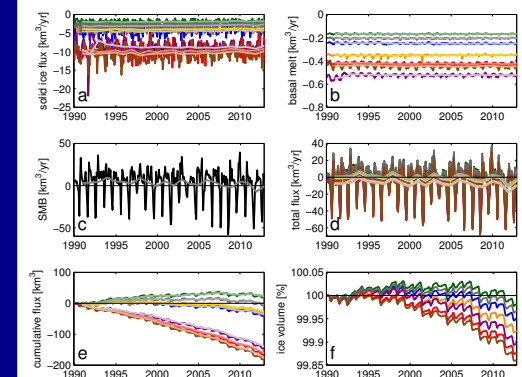 0
-5
-10
-15
-20
-25
solid ice flux [km³/yr]
a
1990 1995 2000 2005 2010
0
-0.2
-0.4
-0.6
-0.8
basal melt [km³/yr]
b
1990 1995 2000 2005 2010
50
0
-50
SMB [km³/yr]
c
1990 1995 2000 2005 2010
40
20
0
-20
-40
-60
total flux [km³/yr]
d
1990 1995 2000 2005 2010
100
0
-100
-200
cumulative flux [km³]
e
1990 1995 2000 2005 2010
100.05
100
99.95
99.9
99.85
ice volume [%]
f
1990 1995 2000 2005 2010